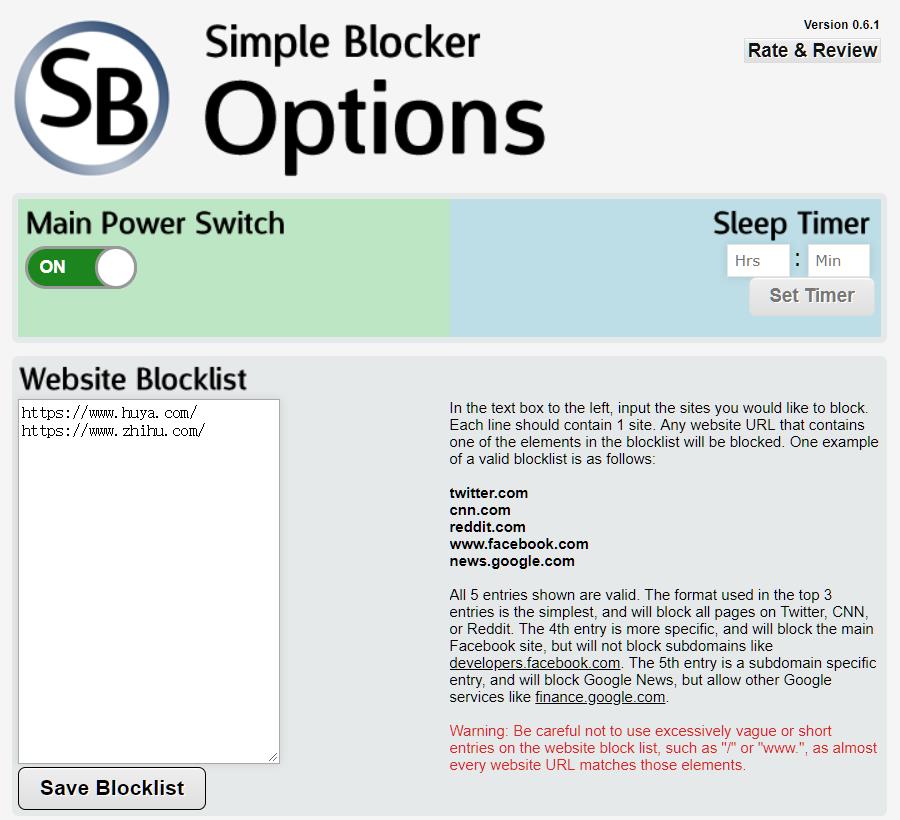 SB
Simple Blocker
Options
Version 0.6.1
Rate & Review
Main Power Switch
ON
Sleep Timer
Hrs : Min
Set Timer
Website Blocklist
https://www.huya.com/
https://www.zhihu.com/
Save Blocklist
In the text box to the left, input the sites you would like to block.
Each line should contain 1 site. Any website URL that contains
one of the elements in the blocklist will be blocked. One example
of a valid blocklist is as follows:
twitter.com
cnn.com
reddit.com
www.facebook.com
news.google.com
All 5 entries shown are valid. The format used in the top 3
entries is the simplest, and will block all pages on Twitter, CNN,
or Reddit. The 4th entry is more specific, and will block the main
Facebook site, but will not block subdomains like
developers.facebook.com. The 5th entry is a subdomain specific
entry, and will block Google News, but allow other Google
services like finance.google.com.
Warning: Be careful not to use excessively vague or short
entries on the website block list, such as "/" or "www.", as almost
every website URL matches those elements.